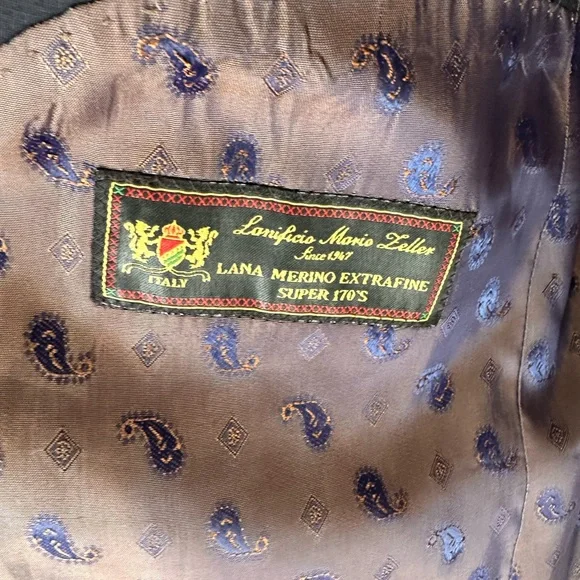 Lanificio Mario Zeller
Since 1947
LANA MERINO EXTRAFINE
SUPER 170'S
ITALY